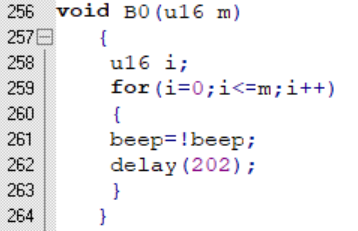 256 void B0(u16 m)
257 {
258 u16 i;
259 for(i=0;i<=m;i++)
260 {
261 beep=!beep;
262 delay(202);
263 }
264 }